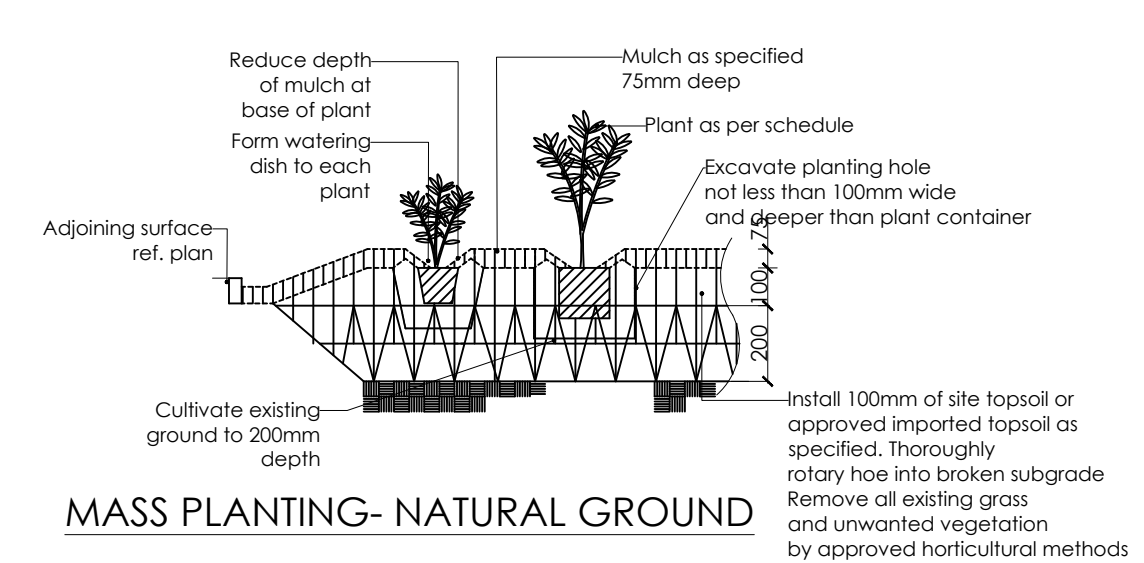 Reduce depth
of mulch at
base of plant
Form watering
dish to each
plant
Adjoining surface
ref. plan
Mulch as specified
75mm deep
Plant as per schedule
Excavate planting hole
not less than 100mm wide
and deeper than plant container
75
100
200
Cultivate existing
ground to 200mm
depth
Install 100mm of site topsoil or
approved imported topsoil as
specified. Thoroughly
rotary hoe into broken subgrade
Remove all existing grass
and unwanted vegetation
by approved horticultural methods
MASS PLANTING- NATURAL GROUND